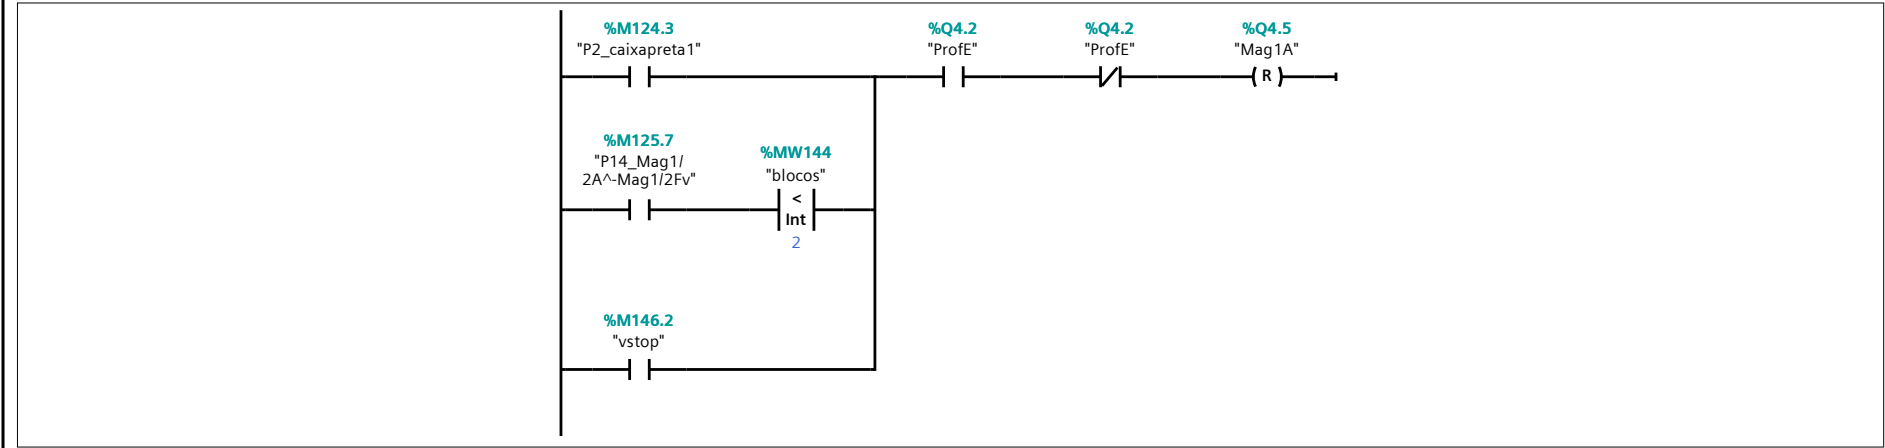 %M124.3
"P2_caixapreta1"
%Q4.2
"ProfE"
%Q4.2
"ProfE"
%Q4.5
"Mag1A"
R
%M125.7
"P14_Mag1/
2A^-Mag1/2Fv"
%MW144
"blocos"
<
Int
2
%M146.2
"vstop"